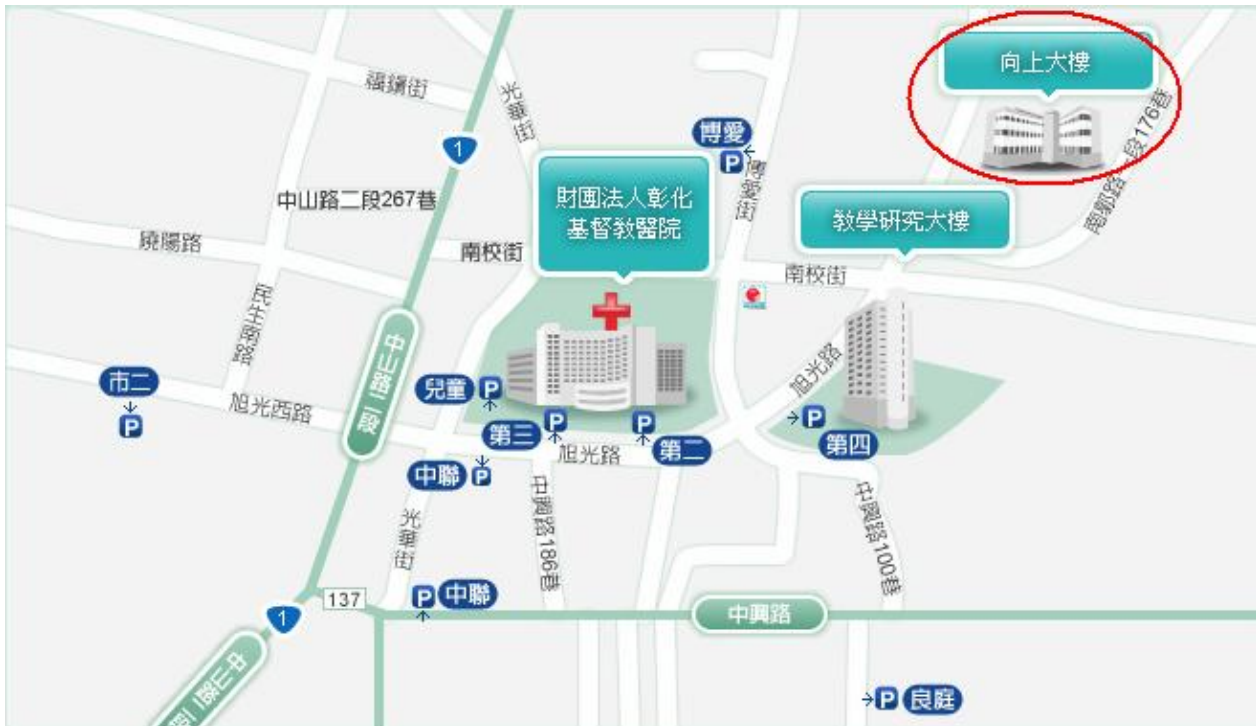 向上大樓
福鎮街
光華街
博愛
P
1
博愛街
南郭路一段176巷
財團法人彰化
基督教醫院
中山路二段267巷
教學研究大樓
曉陽路
南校街
南校街
民生南路
中山路二段
旭光路
市二
P
兒童
P
旭光西路
第三
P
P
第二
P
第四
旭光路
中聯
P
光華街
中興路186巷
中興路100巷
137
P
中聯
中興路
1
中山路二段
P
良庭